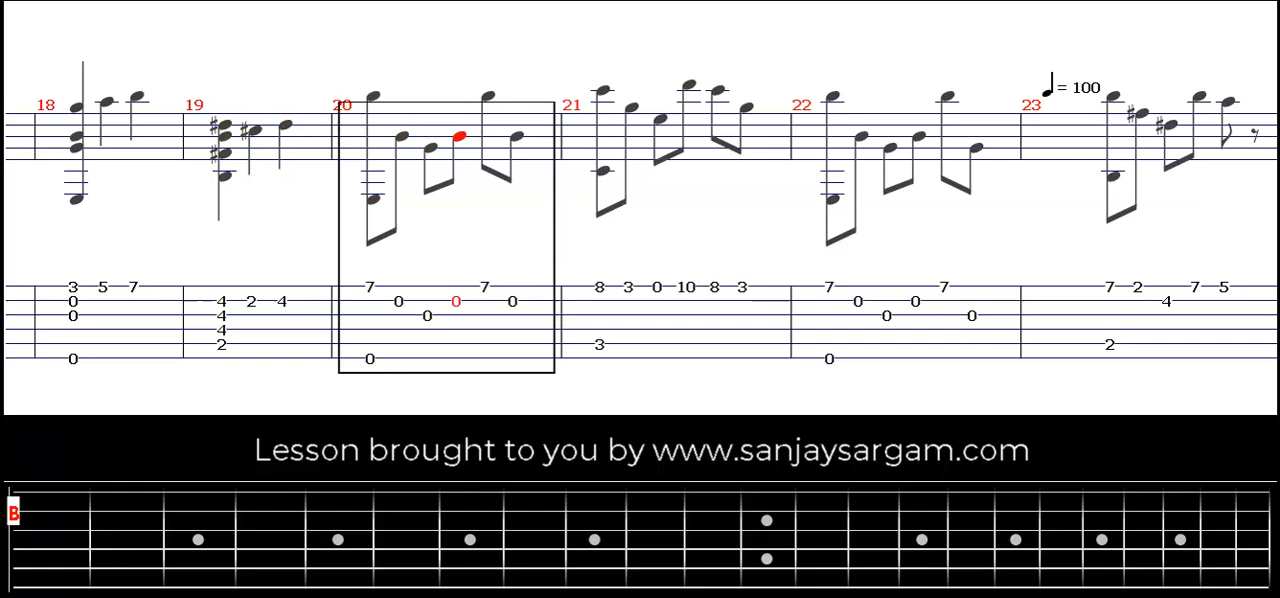 18 19 20 21 22 23 = 100
3 5 7 7 7 8 3 0 10 8 3 7 7 7 2 7 5
0 4 2 4 0 0 0 0 0 4
0 4 0 0 0
4
2 3 2
0 0 0
Lesson brought to you by www.sanjaysargam.com
B